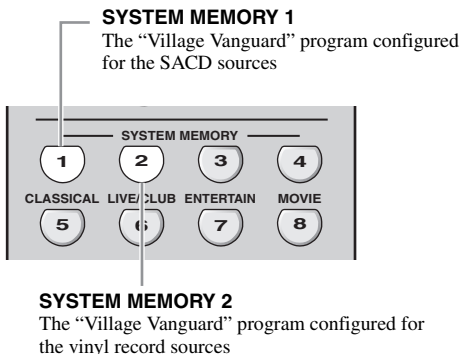 SYSTEM MEMORY 1
The “Village Vanguard” program configured
for the SACD sources
SYSTEM MEMORY
1 2 3 4
CLASSICAL LIVE/CLUB ENTERTAIN MOVIE
5 6 7 8
SYSTEM MEMORY 2
The “Village Vanguard” program configured for
the vinyl record sources